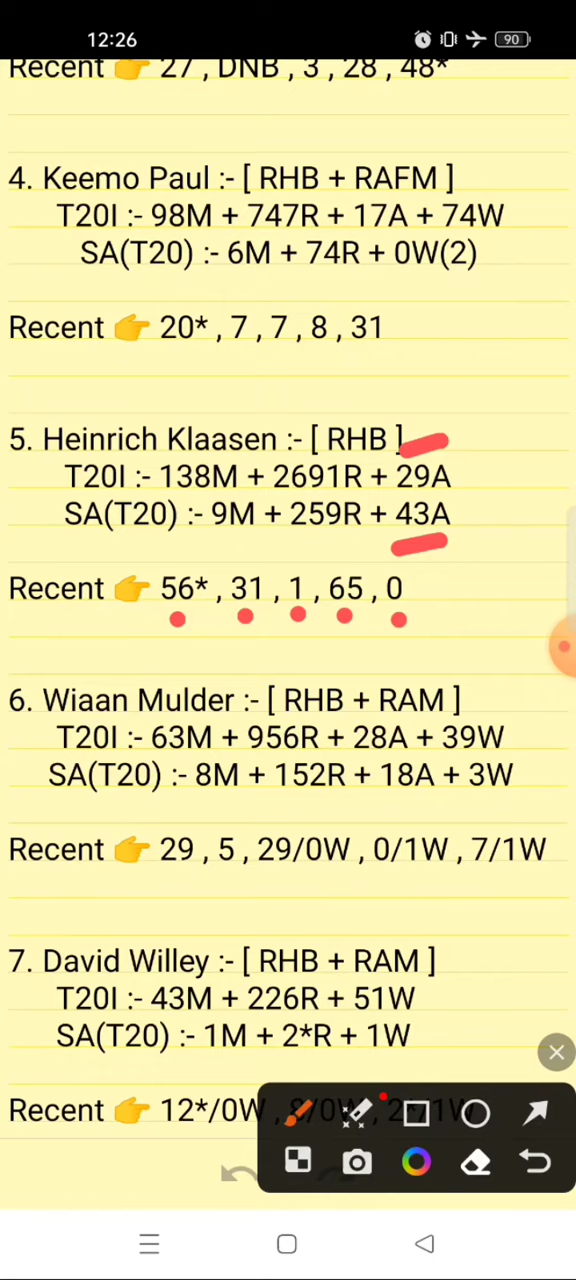 12:26
90
Recent 👉 27 , DNB , 3 , 28 , 48*
4. Keemo Paul :- [ RHB + RAFM ]
T20I :- 98M + 747R + 17A + 74W
SA(T20) :- 6M + 74R + 0W(2)
Recent 👉 20* , 7 , 7 , 8 , 31
5. Heinrich Klaasen :- [ RHB ]
T20I :- 138M + 2691R + 29A
SA(T20) :- 9M + 259R + 43A
Recent 👉 56* , 31 , 1 , 65 , 0
6. Wiaan Mulder :- [ RHB + RAM ]
T20I :- 63M + 956R + 28A + 39W
SA(T20) :- 8M + 152R + 18A + 3W
Recent 👉 29 , 5 , 29/0W , 0/1W , 7/1W
7. David Willey :- [ RHB + RAM ]
T20I :- 43M + 226R + 51W
SA(T20) :- 1M + 2*R + 1W
Recent 👉 12*/0W , 8/0W , 2*/1W